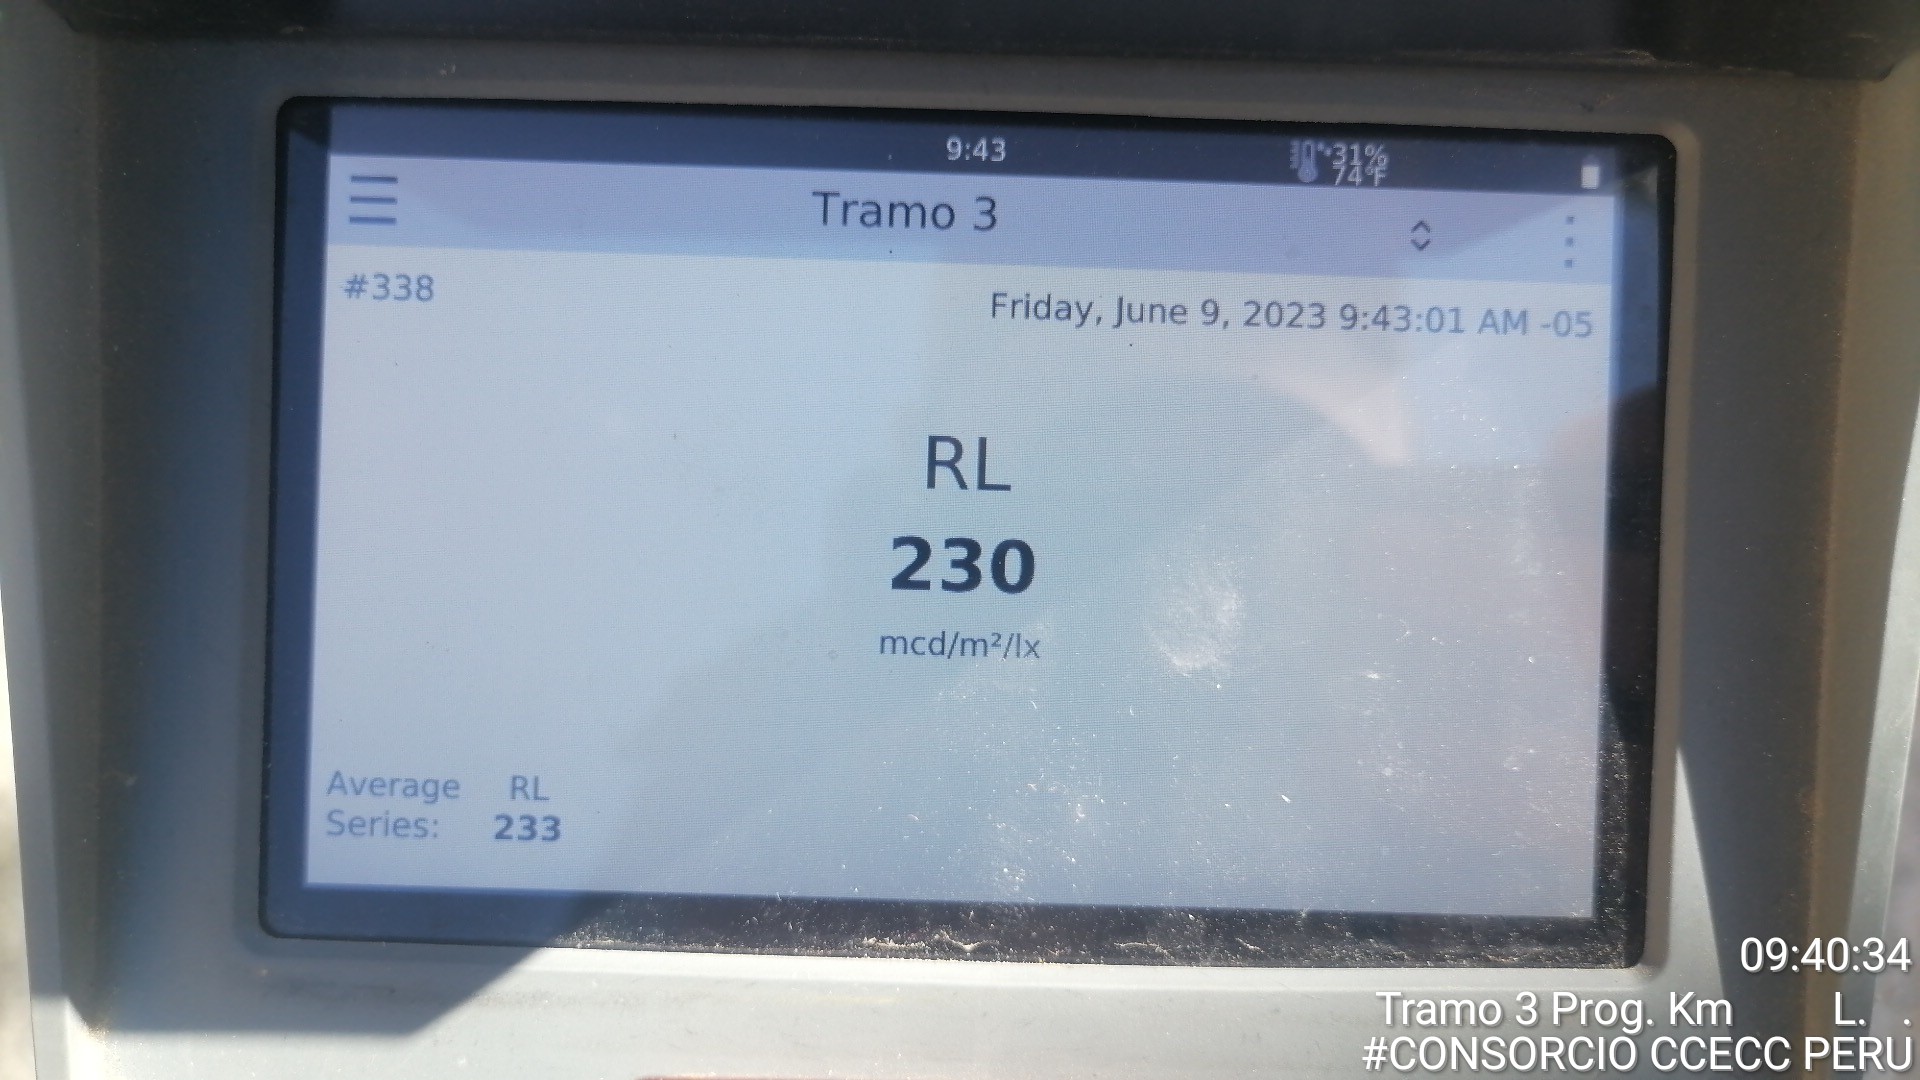 9:43
31%
74°F
Tramo 3
#338
Friday, June 9, 2023 9:43:01 AM -05
RL
230
mcd/m²/lx
Average RL
Series: 233
09:40:34
Tramo 3 Prog. Km L. .
#CONSORCIO CCECC PERU